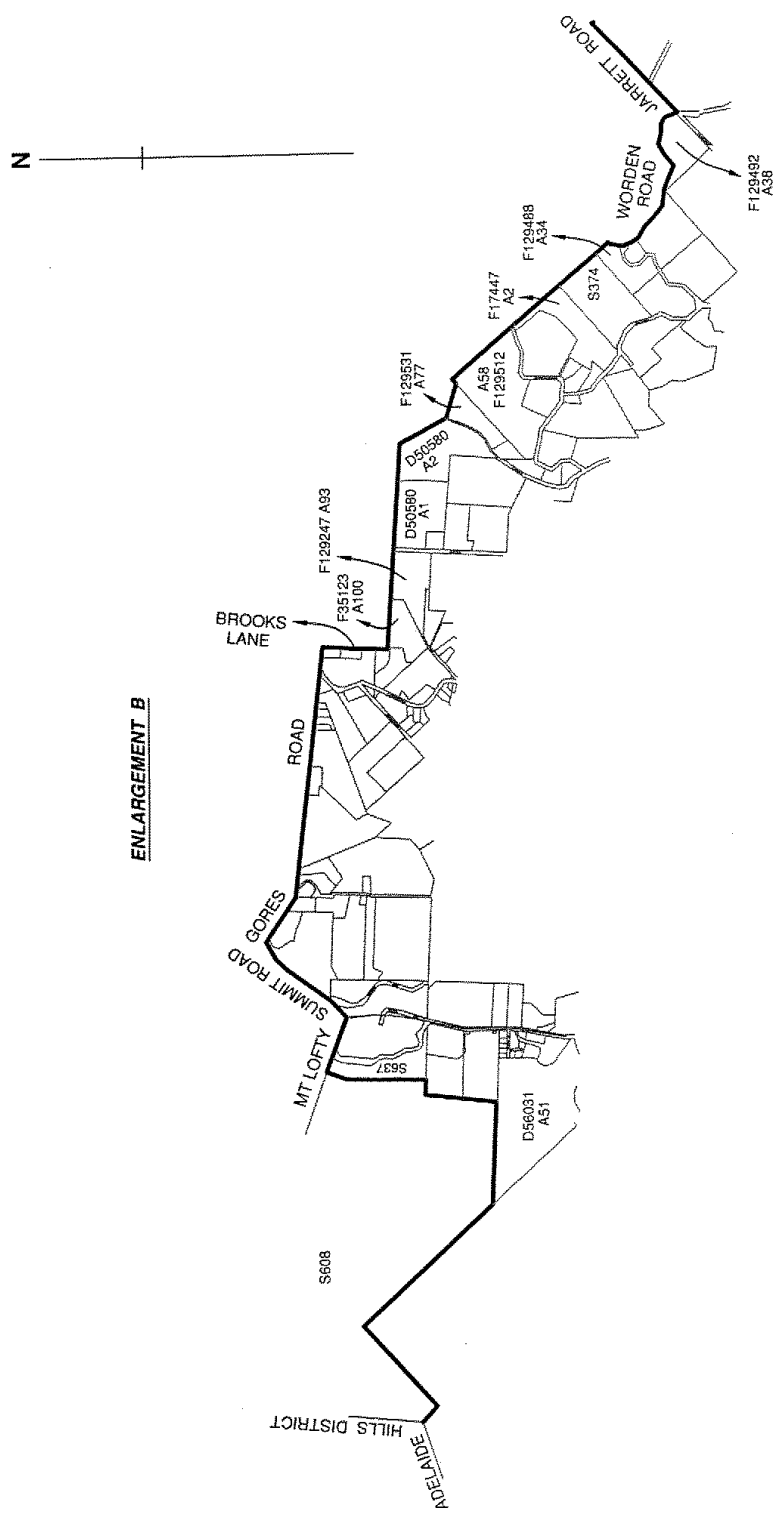 N
ENLARGEMENT B
JARRETT ROAD
WORDEN
ROAD
F129492
A38
F129488
A34
S374
F17447
A2
A58
F129512
F129531
A77
D50580
A2
D50580
A1
F129247 A93
F35123
A100
BROOKS
LANE
GORES ROAD
MT LOFTY SUMMIT ROAD
S637
D56031
A51
S608
ADELAIDE HILLS DISTRICT